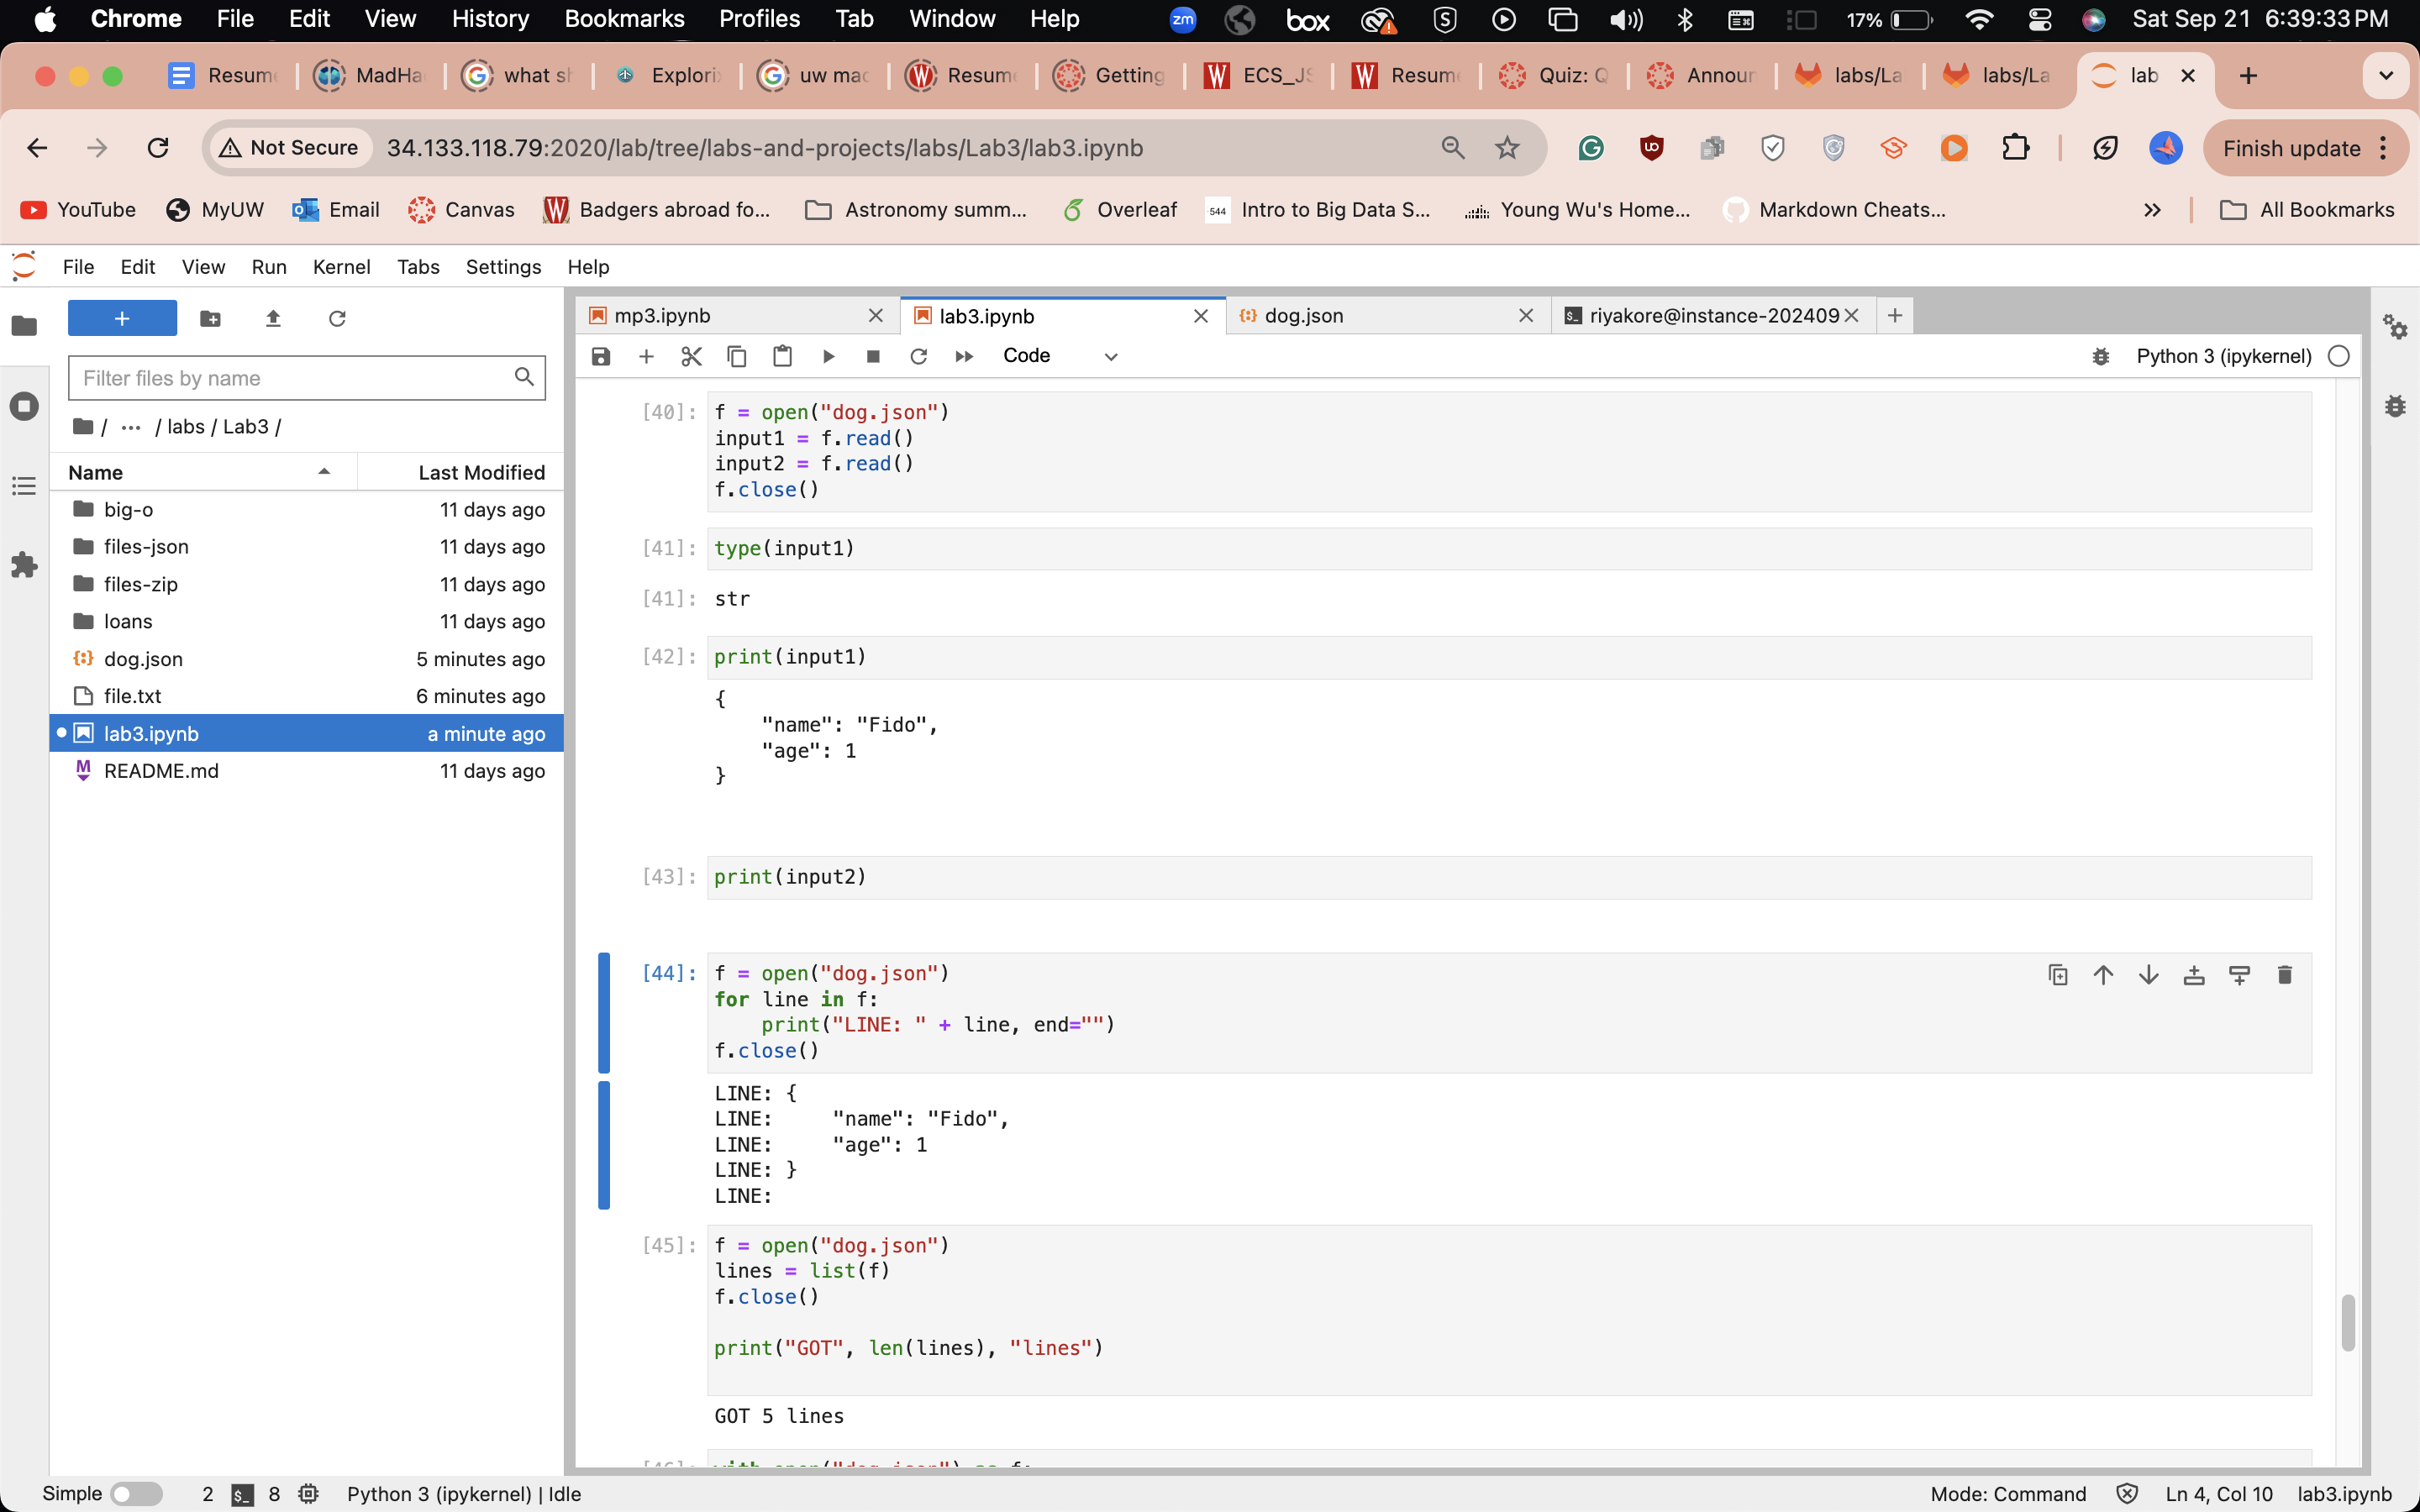 Chrome File Edit View History Bookmarks Profiles Tab Window Help zm box 17% Sat Sep 21 6:39:33 PM
Resum MadHa what sh Explori uw mad Resum Getting ECS_JS Resum Quiz: Q Announ labs/La labs/La lab
Not Secure 34.133.118.79:2020/lab/tree/labs-and-projects/labs/Lab3/lab3.ipynb Finish update
YouTube MyUW Email Canvas Badgers abroad fo... Astronomy summ... Overleaf 544 Intro to Big Data S... Young Wu's Home... Markdown Cheats... All Bookmarks
File Edit View Run Kernel Tabs Settings Help
mp3.ipynb lab3.ipynb dog.json riyakore@instance-202409
Code Python 3 (ipykernel)
Filter files by name
/ ... / labs / Lab3 /
Name Last Modified
big-o 11 days ago
files-json 11 days ago
files-zip 11 days ago
loans 11 days ago
dog.json 5 minutes ago
file.txt 6 minutes ago
lab3.ipynb a minute ago
README.md 11 days ago
[40]: f = open("dog.json")
input1 = f.read()
input2 = f.read()
f.close()
[41]: type(input1)
[41]: str
[42]: print(input1)
{
"name": "Fido",
"age": 1
}
[43]: print(input2)
[44]: f = open("dog.json")
for line in f:
print("LINE: " + line, end="")
f.close()
LINE: {
LINE:     "name": "Fido",
LINE:     "age": 1
LINE: }
LINE:
[45]: f = open("dog.json")
lines = list(f)
f.close()
print("GOT", len(lines), "lines")
GOT 5 lines
Simple 2 8 Python 3 (ipykernel) | Idle Mode: Command Ln 4, Col 10 lab3.ipynb